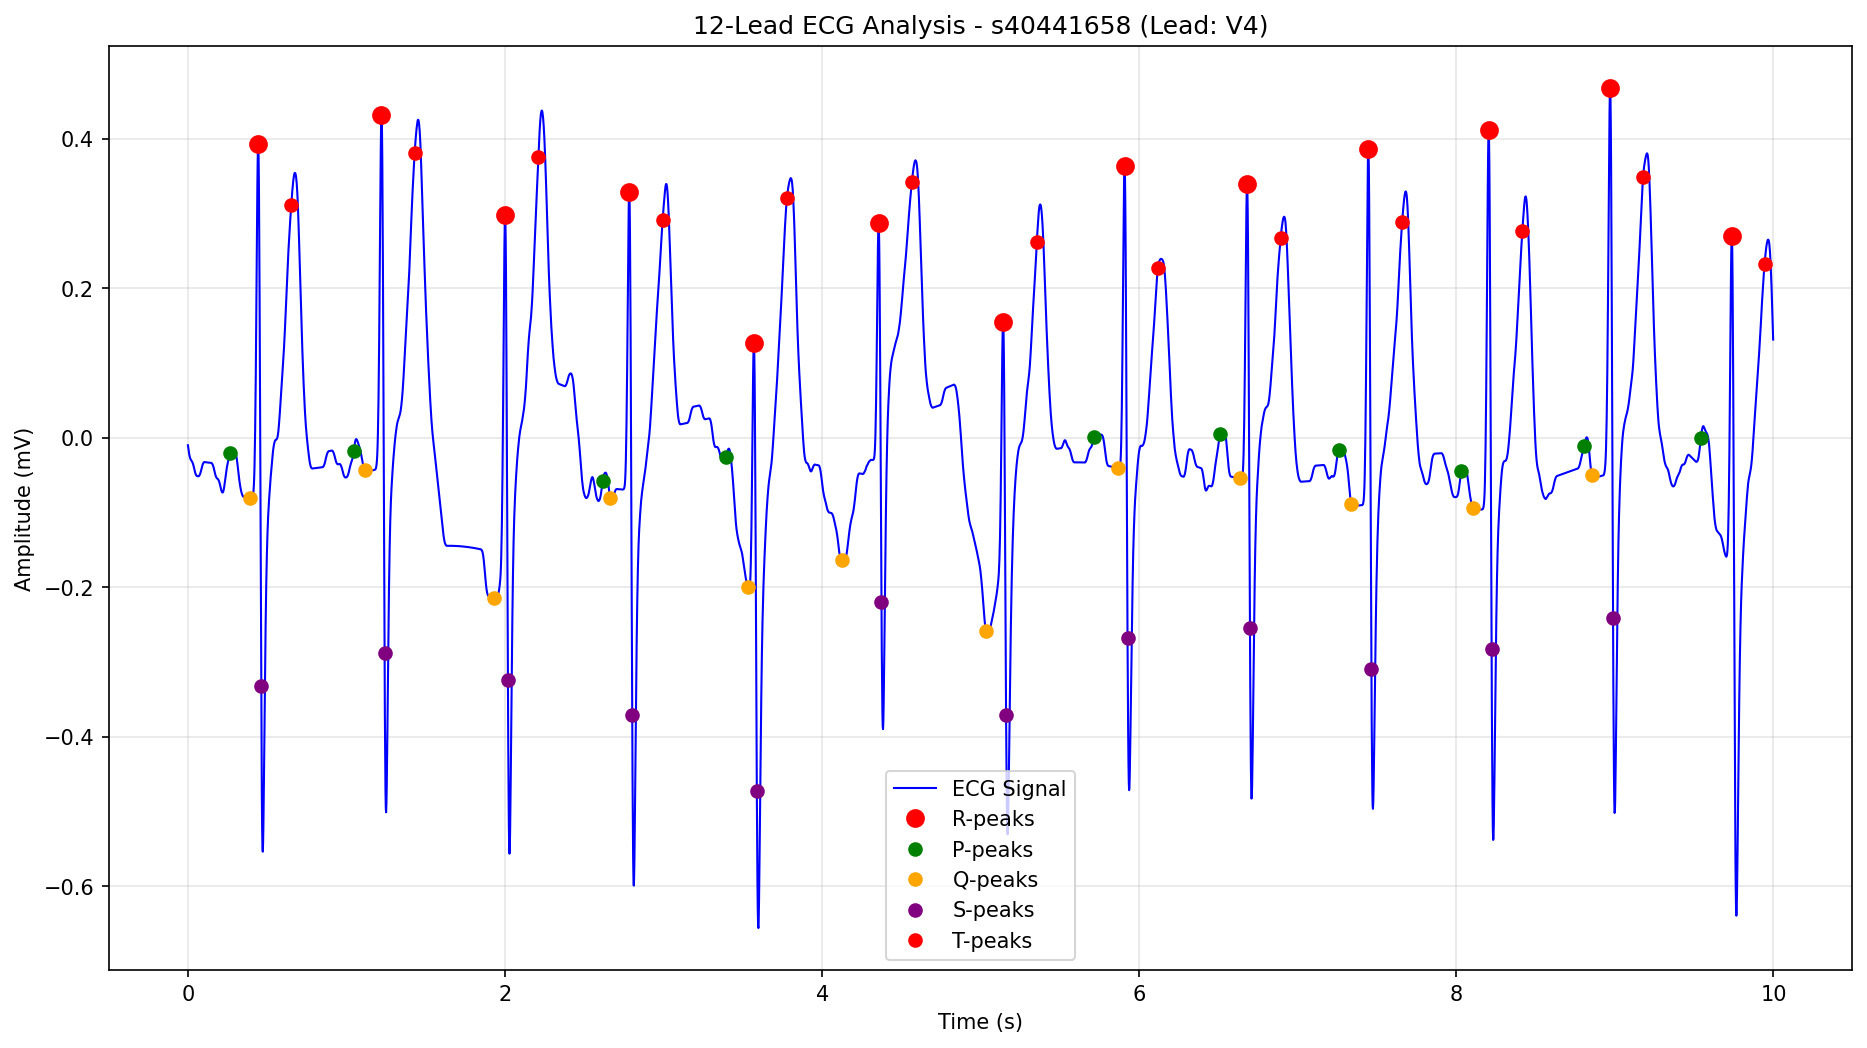 12-Lead ECG Analysis - s40441658 (Lead: V4)
Amplitude (mV)
0.4
0.2
0.0
−0.2
−0.4
−0.6
ECG Signal
R-peaks
P-peaks
Q-peaks
S-peaks
T-peaks
0 2 4 6 8 10
Time (s)